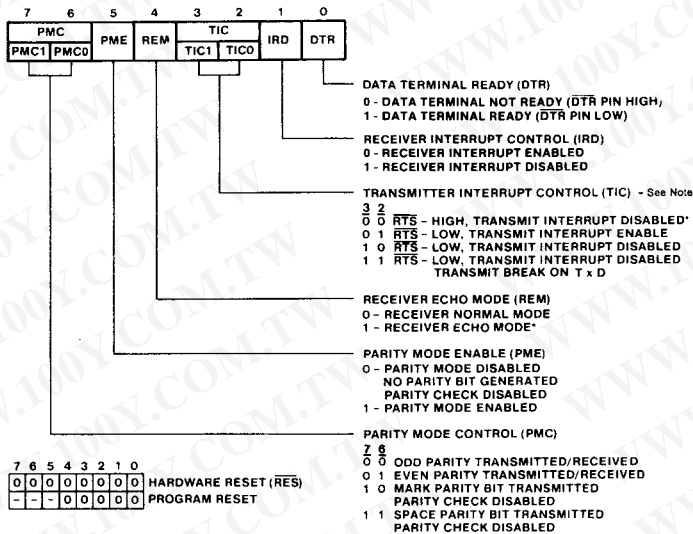 7 6 5 4 3 2 1 0
PMC PME REM TIC IRD DTR
PMC1 PMC0 TIC1 TIC0
DATA TERMINAL READY (DTR)
0 - DATA TERMINAL NOT READY (DTR PIN HIGH)
1 - DATA TERMINAL READY (DTR PIN LOW)
RECEIVER INTERRUPT CONTROL (IRD)
0 - RECEIVER INTERRUPT ENABLED
1 - RECEIVER INTERRUPT DISABLED
TRANSMITTER INTERRUPT CONTROL (TIC) - See Note
3 2
0 0 RTS - HIGH, TRANSMIT INTERRUPT DISABLED*
0 1 RTS - LOW, TRANSMIT INTERRUPT ENABLE
1 0 RTS - LOW, TRANSMIT INTERRUPT DISABLED
1 1 RTS - LOW, TRANSMIT INTERRUPT DISABLED
TRANSMIT BREAK ON T x D
RECEIVER ECHO MODE (REM)
0 - RECEIVER NORMAL MODE
1 - RECEIVER ECHO MODE*
PARITY MODE ENABLE (PME)
0 - PARITY MODE DISABLED
NO PARITY BIT GENERATED
PARITY CHECK DISABLED
1 - PARITY MODE ENABLED
PARITY MODE CONTROL (PMC)
7 6
0 0 ODD PARITY TRANSMITTED/RECEIVED
0 1 EVEN PARITY TRANSMITTED/RECEIVED
1 0 MARK PARITY BIT TRANSMITTED
PARITY CHECK DISABLED
1 1 SPACE PARITY BIT TRANSMITTED
PARITY CHECK DISABLED
7 6 5 4 3 2 1 0
0 0 0 0 0 0 0 0 HARDWARE RESET (RES)
- - - 0 0 0 0 0 PROGRAM RESET
WWW.100Y.COM.TW